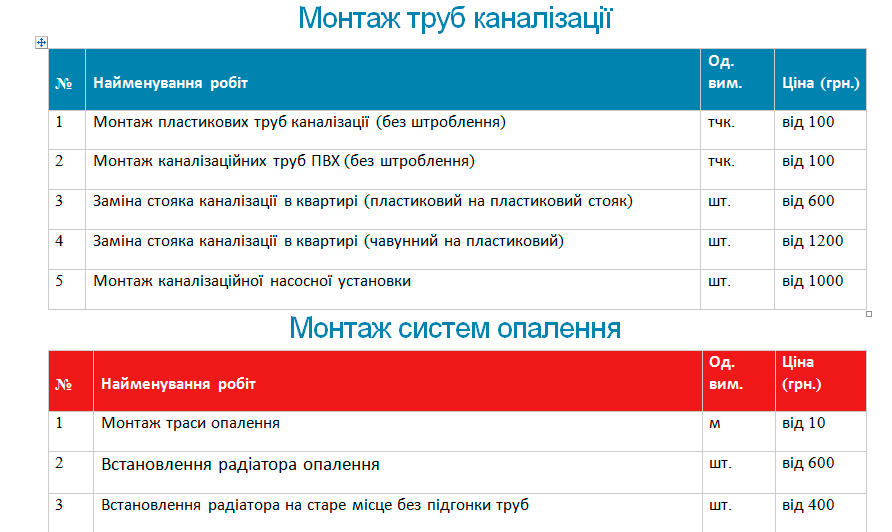 Монтаж труб каналізації
№ Найменування робіт Од. вим. Ціна (грн.)
1 Монтаж пластикових труб каналізації (без штроблення) тчк. від 100
2 Монтаж каналізаційних труб ПВХ (без штроблення) тчк. від 100
3 Заміна стояка каналізації в квартирі (пластиковий на пластиковий стояк) шт. від 600
4 Заміна стояка каналізації в квартирі (чавунний на пластиковий) шт. від 1200
5 Монтаж каналізаційної насосної установки шт. від 1000
Монтаж систем опалення
№ Найменування робіт Од. вим. Ціна (грн.)
1 Монтаж траси опалення м від 10
2 Встановлення радіатора опалення шт. від 600
3 Встановлення радіатора на старе місце без підгонки труб шт. від 400